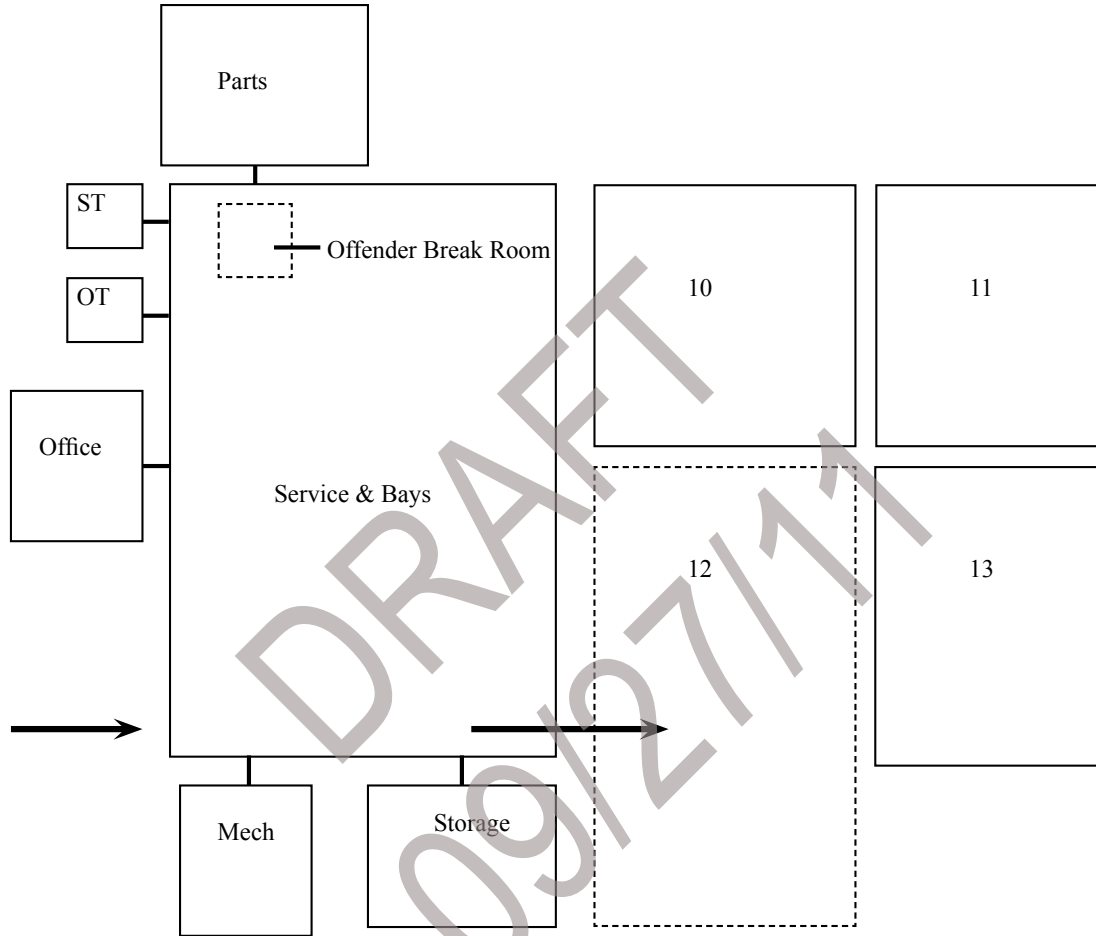 Parts
ST
Offender Break Room
OT
10
11
Office
Service & Bays
12
13
Mech
Storage
DRAFT
09/27/11